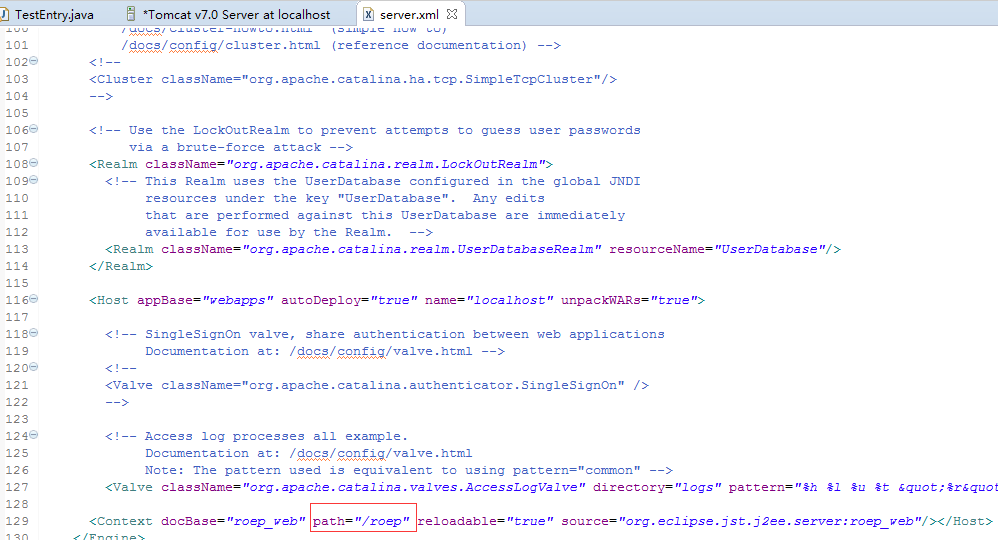 TestEntry.java *Tomcat v7.0 Server at localhost server.xml
100 /docs/cluster-howto.html (simple how to)
101 /docs/config/cluster.html (reference documentation) -->
102 <!--
103 <Cluster className="org.apache.catalina.ha.tcp.SimpleTcpCluster"/>
104 -->
105
106 <!-- Use the LockOutRealm to prevent attempts to guess user passwords
107 via a brute-force attack -->
108 <Realm className="org.apache.catalina.realm.LockOutRealm">
109 <!-- This Realm uses the UserDatabase configured in the global JNDI
110 resources under the key "UserDatabase". Any edits
111 that are performed against this UserDatabase are immediately
112 available for use by the Realm. -->
113 <Realm className="org.apache.catalina.realm.UserDatabaseRealm" resourceName="UserDatabase"/>
114 </Realm>
115
116 <Host appBase="webapps" autoDeploy="true" name="localhost" unpackWARs="true">
117
118 <!-- SingleSignOn valve, share authentication between web applications
119 Documentation at: /docs/config/valve.html -->
120 <!--
121 <Valve className="org.apache.catalina.authenticator.SingleSignOn" />
122 -->
123
124 <!-- Access log processes all example.
125 Documentation at: /docs/config/valve.html
126 Note: The pattern used is equivalent to using pattern="common" -->
127 <Valve className="org.apache.catalina.valves.AccessLogValve" directory="logs" pattern="%h %l %u %t &quot;%r&quot
128
129 <Context docBase="roep_web" path="/roep" reloadable="true" source="org.eclipse.jst.j2ee.server:roep_web"/></Host>
130 </Engine>